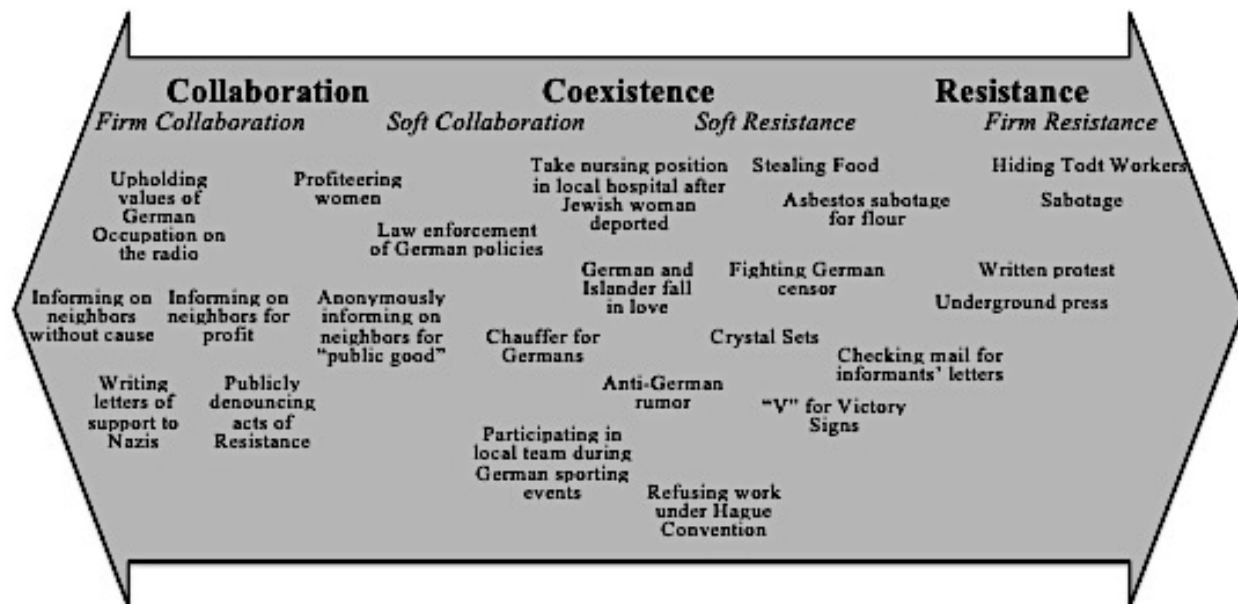 Collaboration
Coexistence
Resistance
Firm Collaboration
Soft Collaboration
Soft Resistance
Firm Resistance
Upholding
values of
German
Occupation on
the radio
Profiteering
women
Law enforcement
of German policies
Take nursing position
in local hospital after
Jewish woman
deported
Stealing Food
Asbestos sabotage
for flour
Hiding Todt Workers
Sabotage
German and
Islander fall
in love
Fighting German
censor
Written protest
Underground press
Informing on
neighbors
without cause
Informing on
neighbors for
profit
Anonymously
informing on
neighbors for
“public good”
Chauffer for
Germans
Crystal Sets
Checking mail for
informants’ letters
Writing
letters of
support to
Nazis
Publicly
denouncing
acts of
Resistance
Anti-German
rumor
“V” for Victory
Signs
Participating in
local team during
German sporting
events
Refusing work
under Hague
Convention